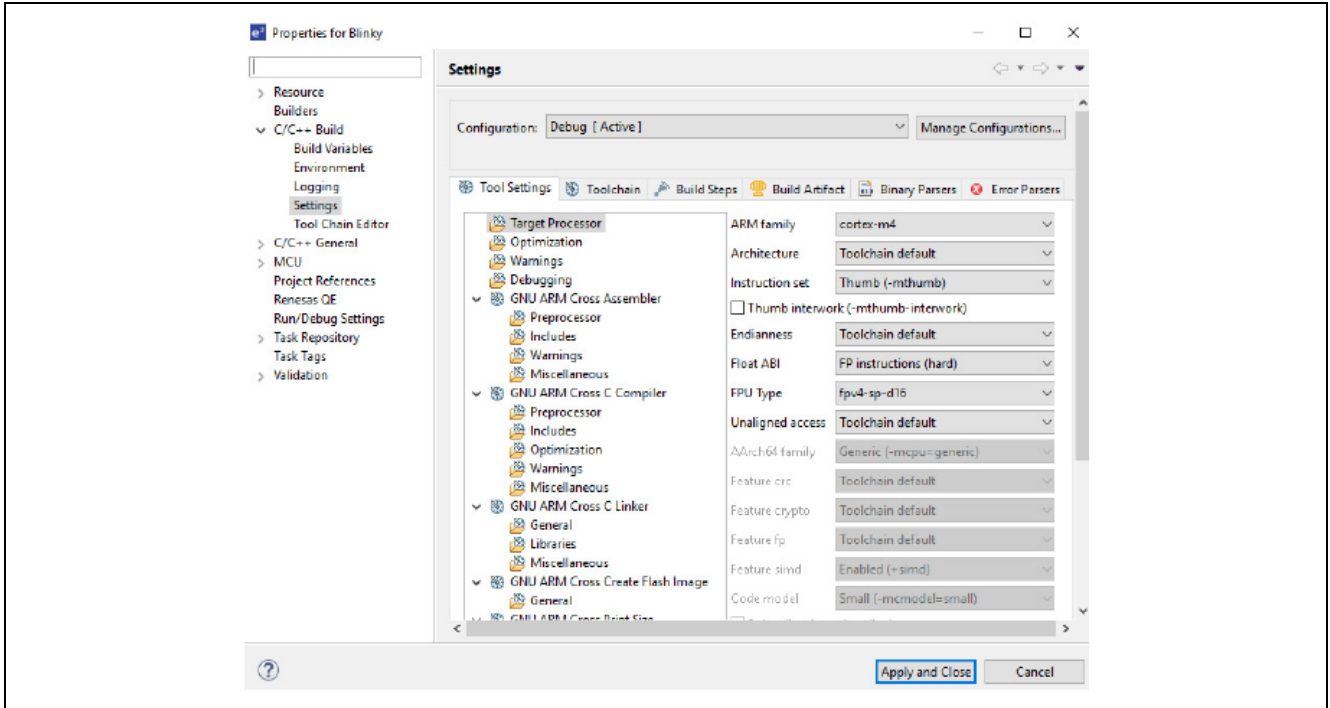 e² Properties for Blinky
Settings
Resource
Builders
C/C++ Build
Build Variables
Environment
Logging
Settings
Tool Chain Editor
C/C++ General
MCU
Project References
Renesas QE
Run/Debug Settings
Task Repository
Task Tags
Validation
Configuration: Debug [ Active ] Manage Configurations...
Tool Settings Toolchain Build Steps Build Artifact Binary Parsers Error Parsers
Target Processor
Optimization
Warnings
Debugging
GNU ARM Cross Assembler
Preprocessor
Includes
Warnings
Miscellaneous
GNU ARM Cross C Compiler
Preprocessor
Includes
Optimization
Warnings
Miscellaneous
GNU ARM Cross C Linker
General
Libraries
Miscellaneous
GNU ARM Cross Create Flash Image
General
GNU ARM Cross Print Size
ARM family cortex-m4
Architecture Toolchain default
Instruction set Thumb (-mthumb)
Thumb interwork (-mthumb-interwork)
Endianness Toolchain default
Float ABI FP instructions (hard)
FPU Type fpv4-sp-d16
Unaligned access Toolchain default
AArch64 family Generic (-mcpu=generic)
Feature crc Toolchain default
Feature crypto Toolchain default
Feature fp Toolchain default
Feature simd Enabled (+simd)
Code model Small (-mcmodel=small)
Apply and Close Cancel